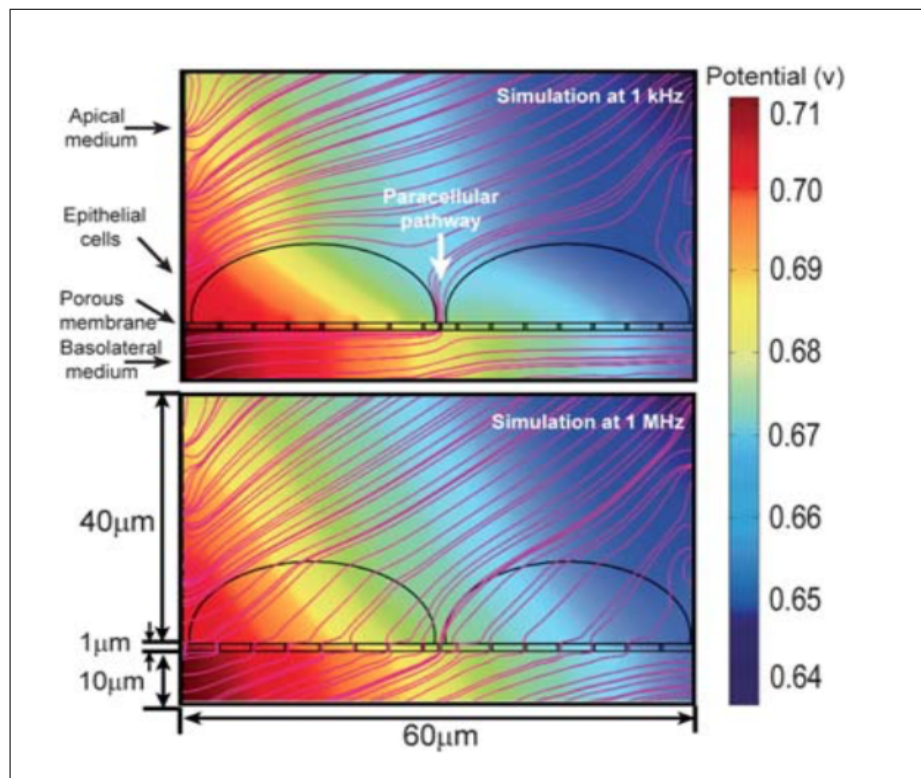 Potential (v)
Simulation at 1 kHz
0.71
Apical
medium
0.70
Paracellular
pathway
Epithelial
cells
0.69
Porous
membrane
Basolateral
medium
0.68
Simulation at 1 MHz
0.67
40μm
0.66
0.65
1μm
10μm
0.64
60μm